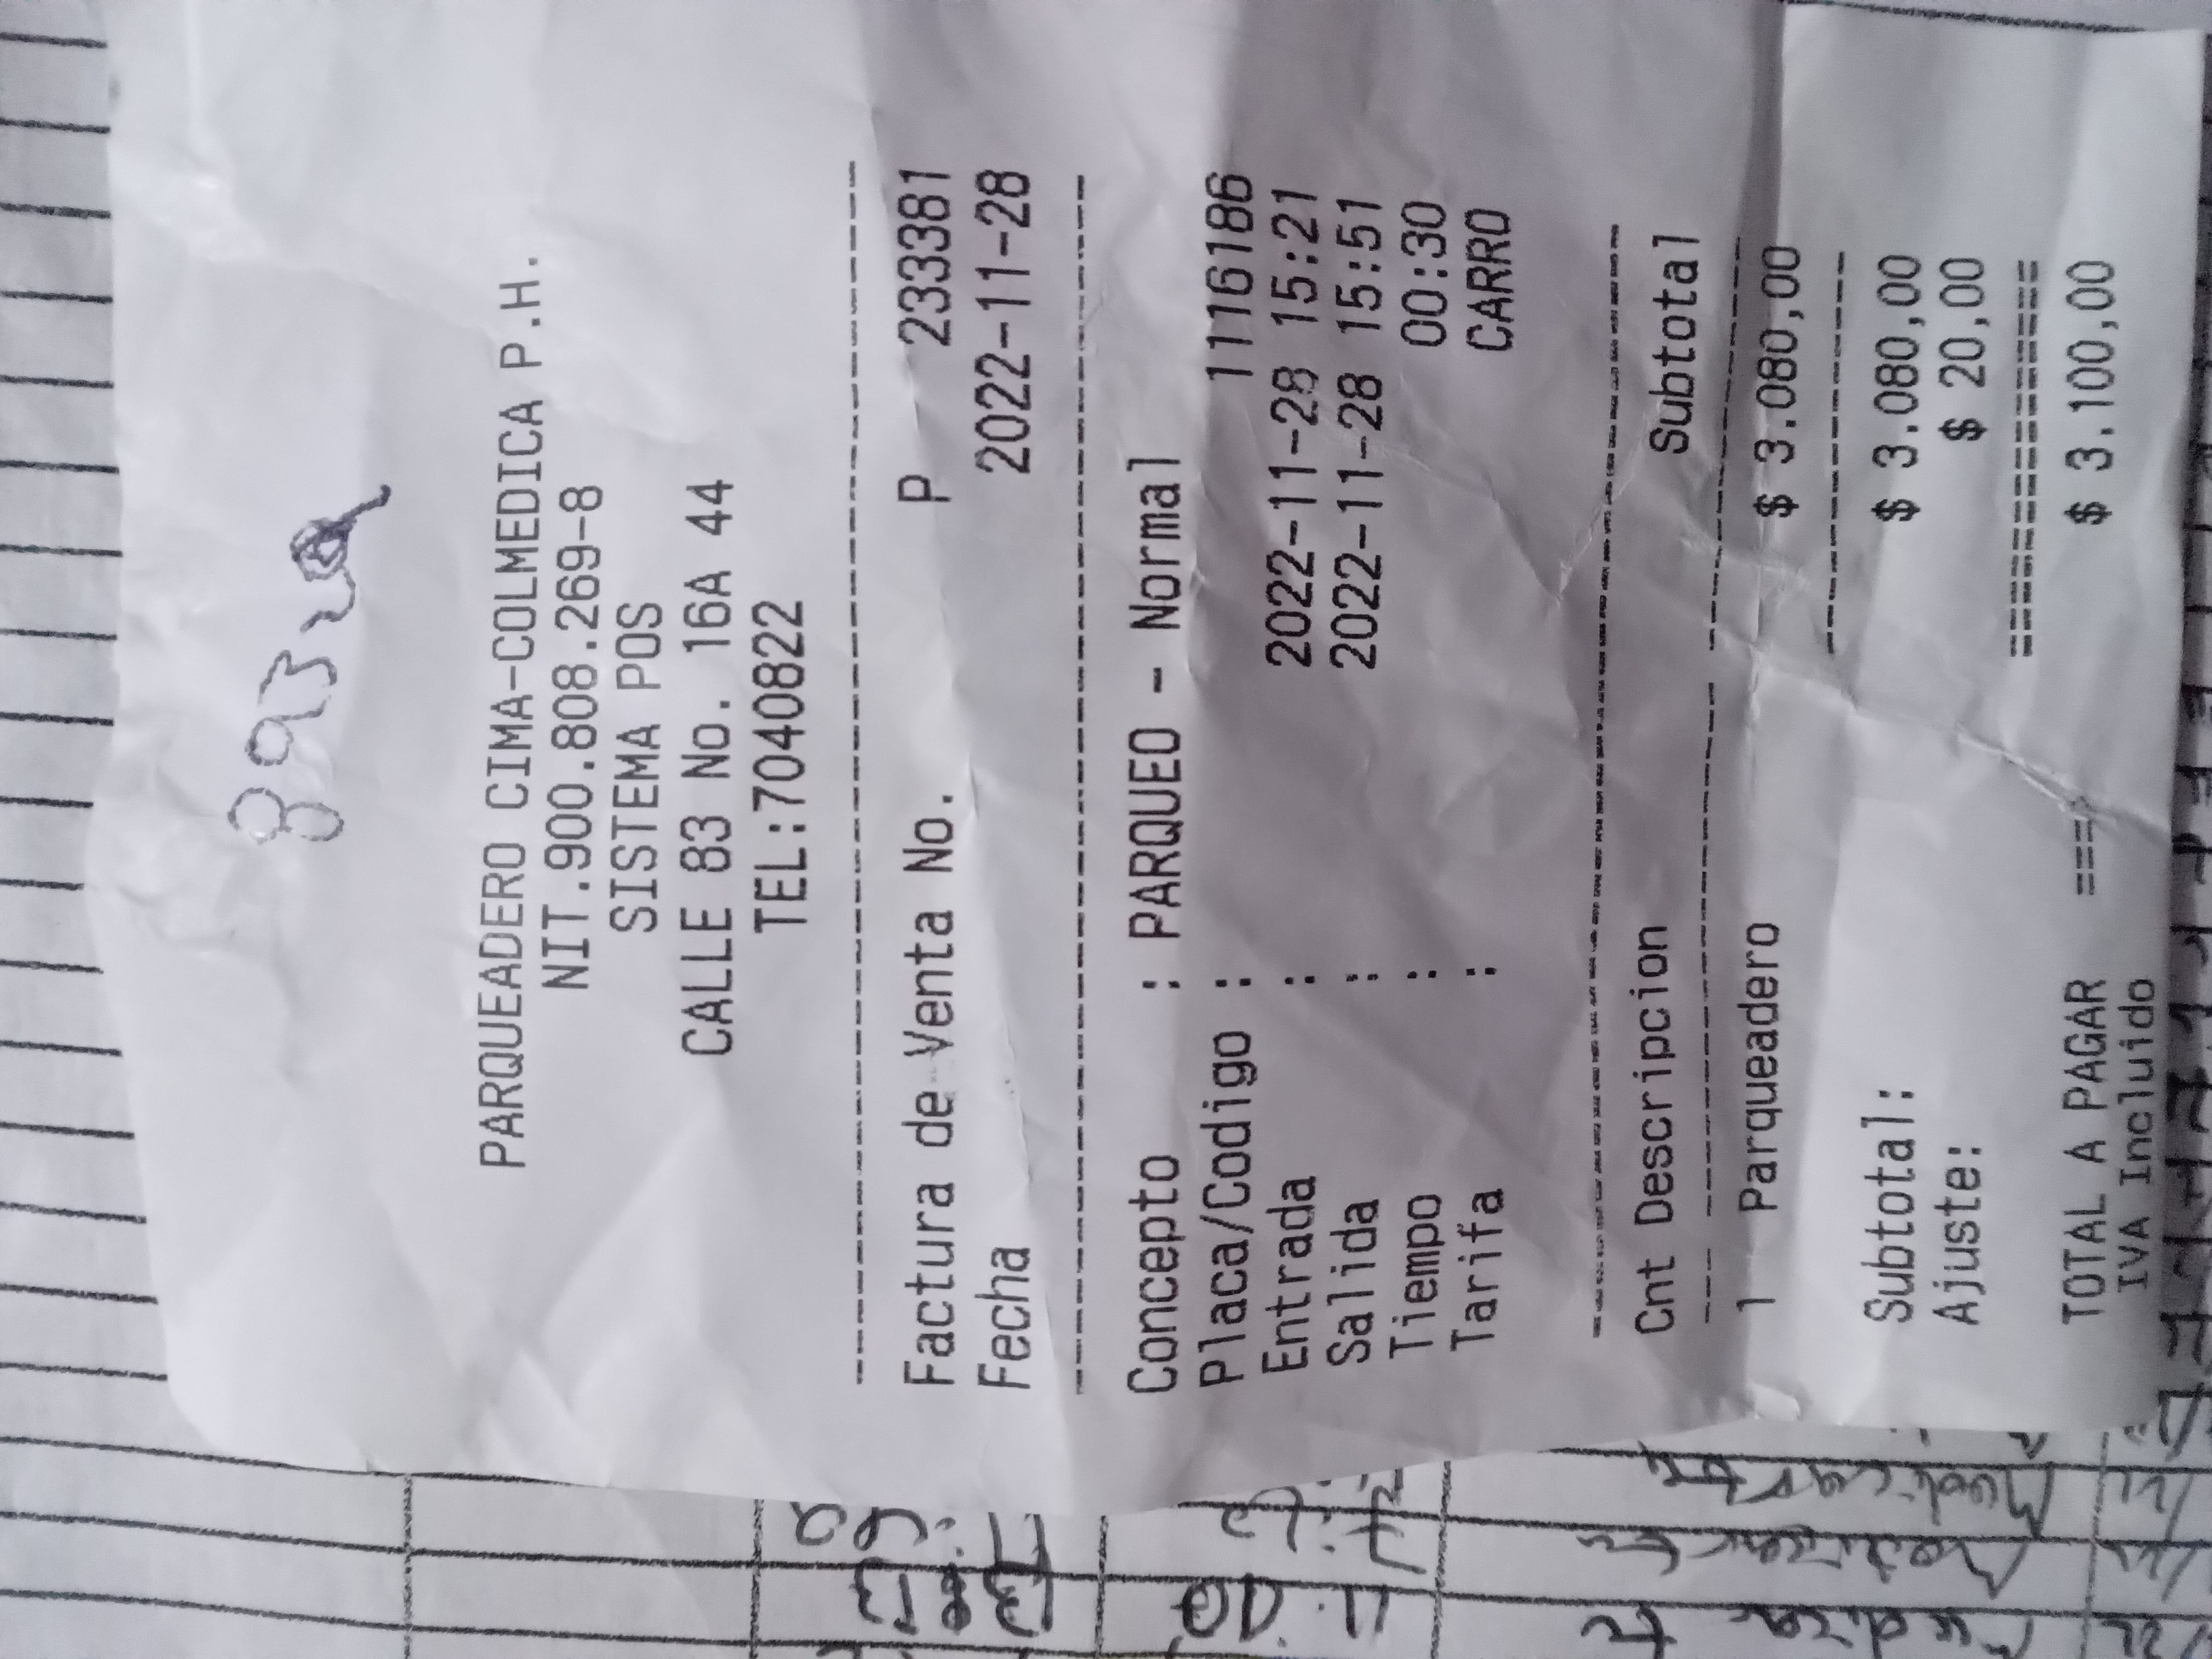 PARQUEADERO CIMA-COLMEDICA P.H.
NIT.900.808.269-8
SISTEMA POS
CALLE 83 No. 16A 44
TEL:7040822
Factura de Venta No. P 233381
Fecha 2022-11-28
Concepto : PARQUEO - Normal
Placa/Codigo : 1116186
Entrada : 2022-11-28 15:21
Salida : 2022-11-28 15:51
Tiempo : 00:30
Tarifa : CARRO
Cnt Descripcion Subtotal
1 Parqueadero $ 3.080,00
Subtotal: $ 3.080,00
Ajuste: $ 20,00
TOTAL A PAGAR ===> $ 3.100,00
IVA Incluido